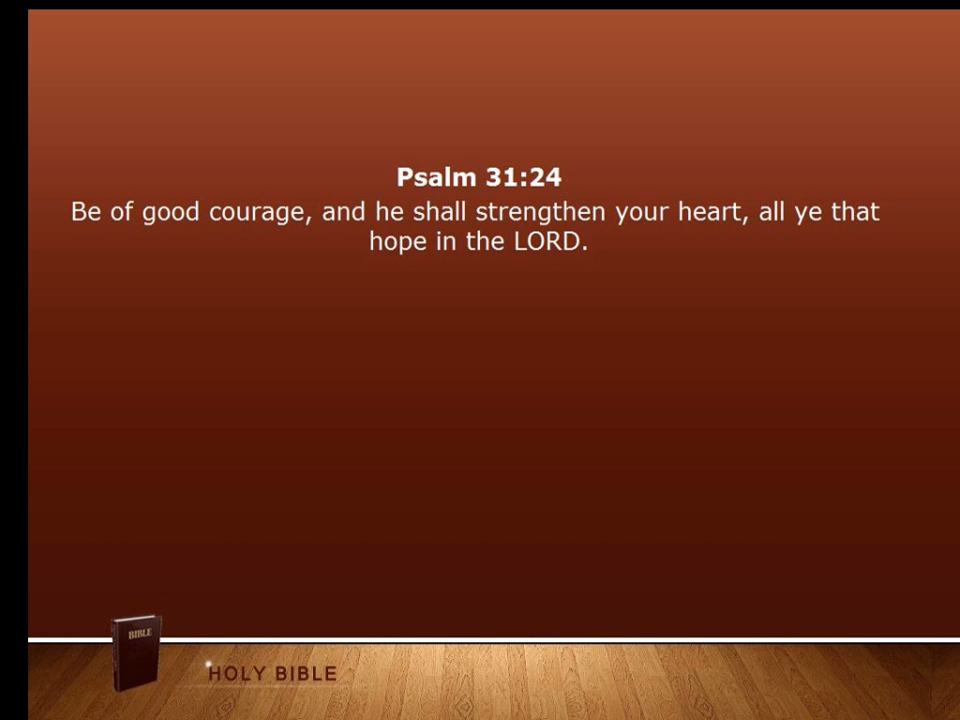 Psalm 31:24
Be of good courage, and he shall strengthen your heart, all ye that
hope in the LORD.
BIBLE
HOLY BIBLE